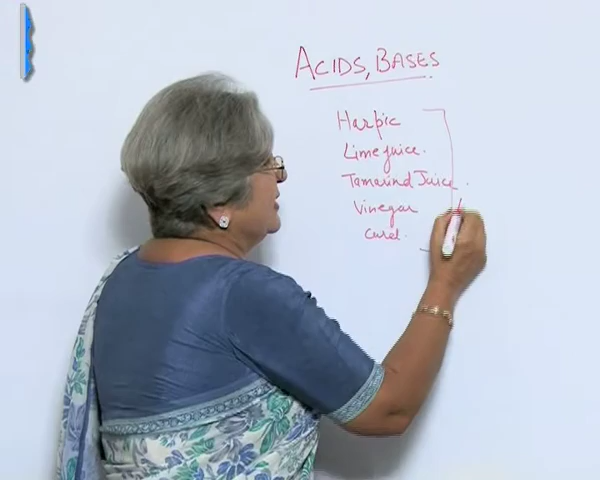 ACIDS, BASES.
Harpic
Lime juice.
Tamarind Juice.
Vinegar
Curd.